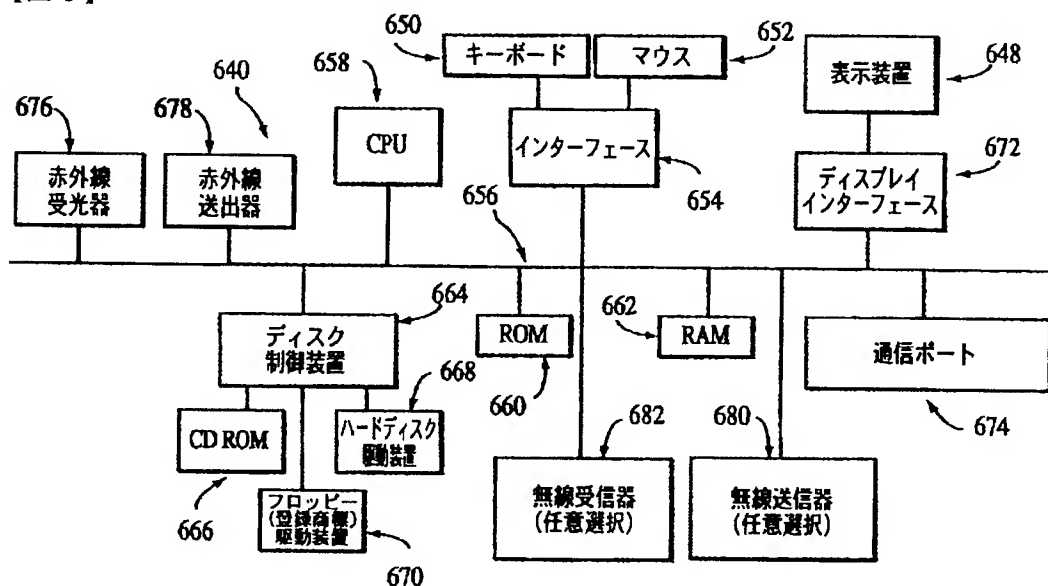 650
キーボード
マウス
652
658
640
676
678
表示装置
648
CPU
インターフェース
赤外線
受光器
赤外線
送出器
654
ディスプレイ
インターフェース
672
656
664
ディスク
制御装置
ROM
660
662
RAM
通信ポート
674
668
CD ROM
666
ハードディスク
駆動装置
フロッピー
(登録商標)
駆動装置
670
682
無線受信器
(任意選択)
680
無線送信器
(任意選択)